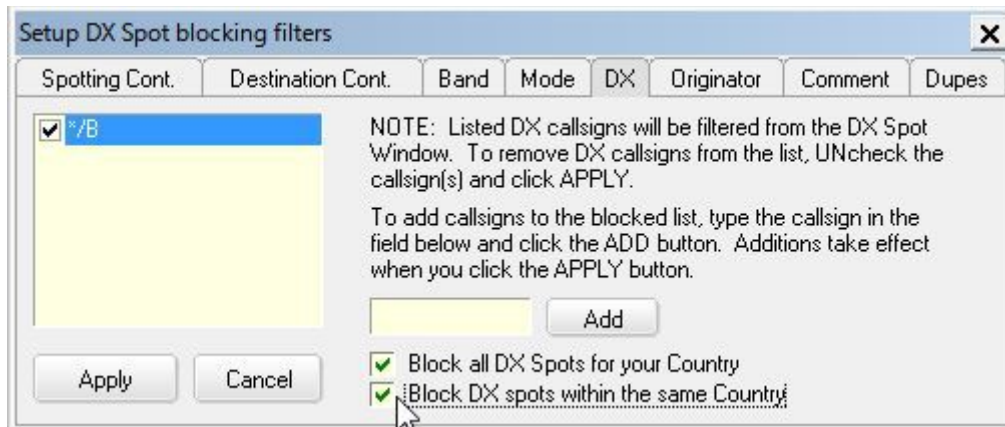 Setup DX Spot blocking filters
Spotting Cont. Destination Cont. Band Mode DX Originator Comment Dupes
*/B
NOTE: Listed DX callsigns will be filtered from the DX Spot
Window. To remove DX callsigns from the list, UNcheck the
callsign(s) and click APPLY.
To add callsigns to the blocked list, type the callsign in the
field below and click the ADD button. Additions take effect
when you click the APPLY button.
Add
Block all DX Spots for your Country
Block DX spots within the same Country
Apply Cancel